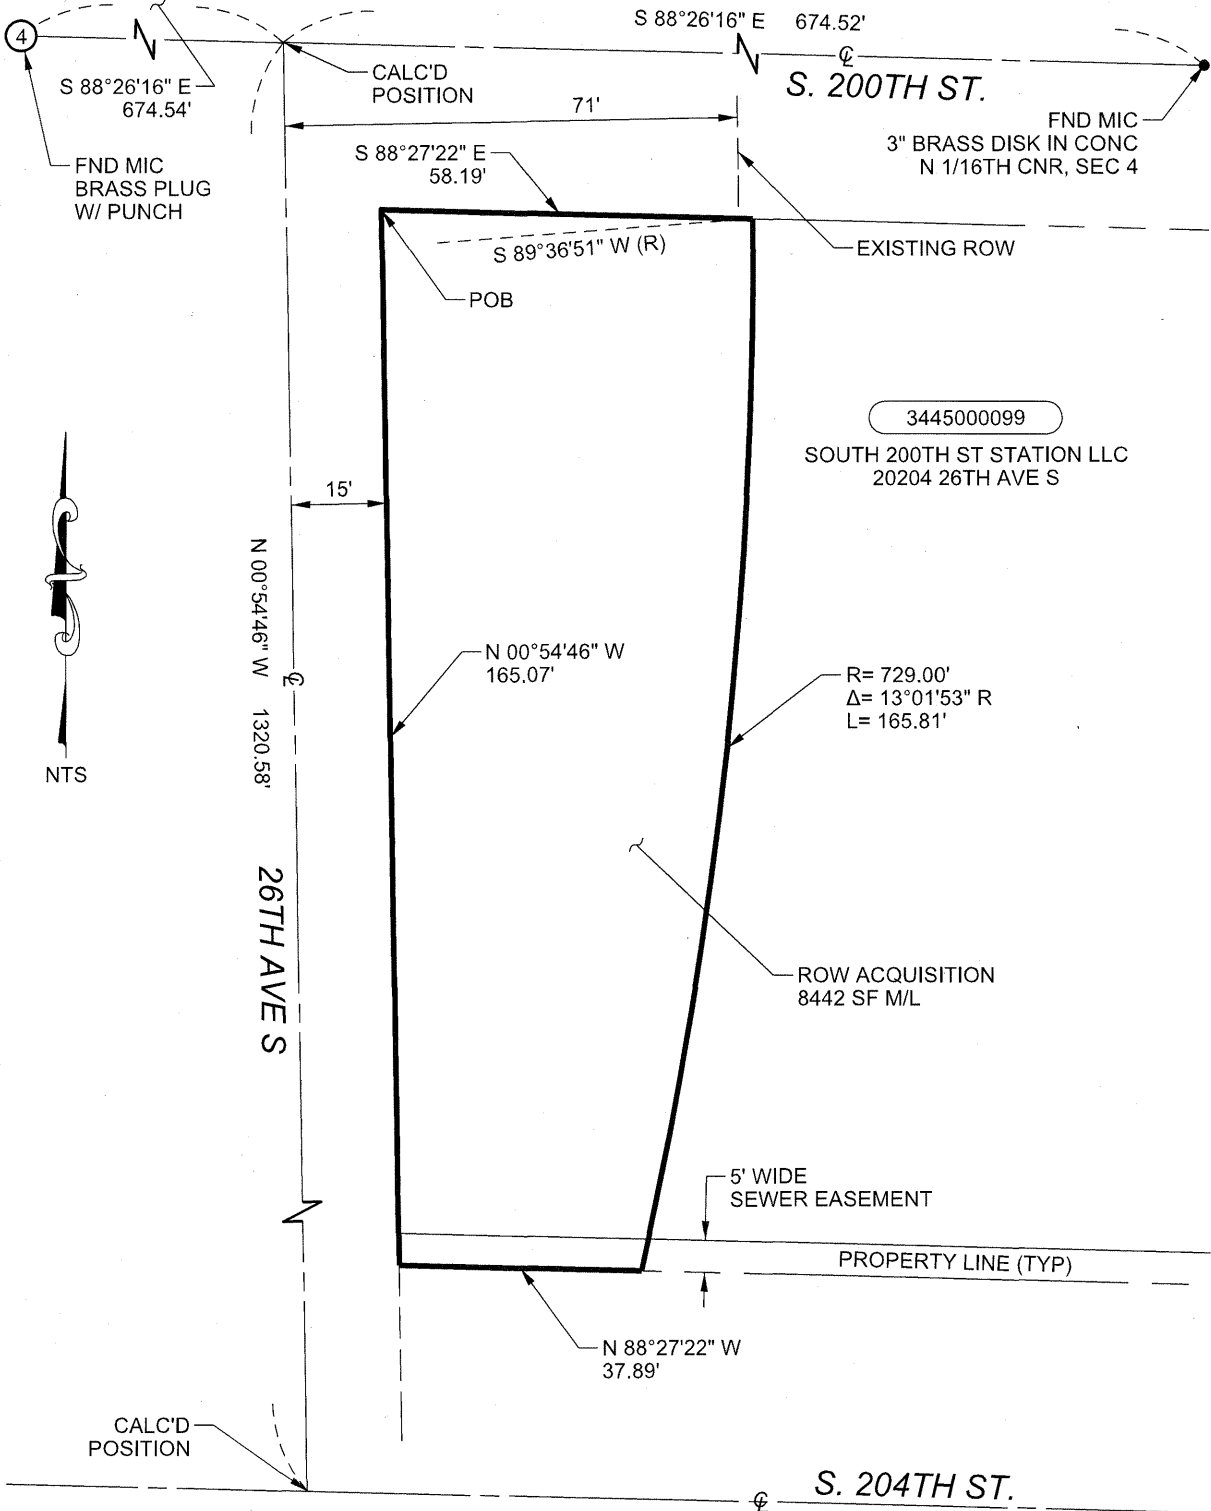 S 88°26'16" E 674.52'
4
℄
S 88°26'16" E
674.54'
CALC'D
POSITION
S. 200TH ST.
71'
FND MIC
3" BRASS DISK IN CONC
N 1/16TH CNR, SEC 4
FND MIC
BRASS PLUG
W/ PUNCH
S 88°27'22" E
58.19'
S 89°36'51" W (R)
EXISTING ROW
POB
3445000099
SOUTH 200TH ST STATION LLC
20204 26TH AVE S
15'
N 00°54'46" W 1320.58'
℄
N 00°54'46" W
165.07'
R= 729.00'
Δ= 13°01'53" R
L= 165.81'
NTS
26TH AVE S
ROW ACQUISITION
8442 SF M/L
5' WIDE
SEWER EASEMENT
PROPERTY LINE (TYP)
N 88°27'22" W
37.89'
CALC'D
POSITION
S. 204TH ST.
℄